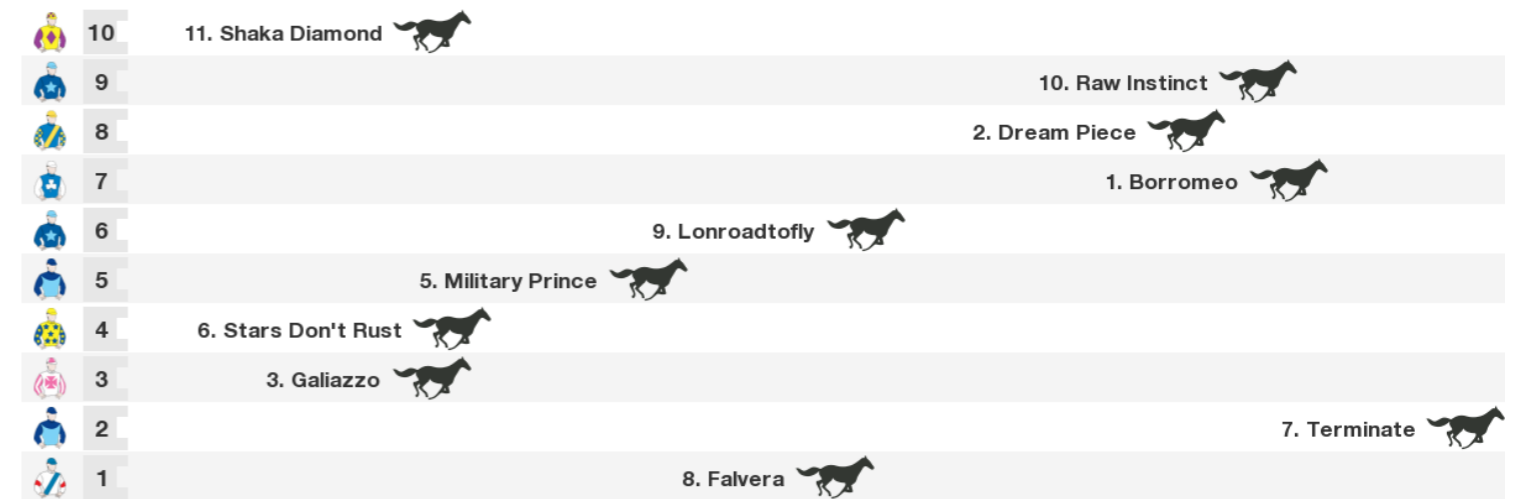 10 11. Shaka Diamond
9 10. Raw Instinct
8 2. Dream Piece
7 1. Borromeo
6 9. Lonroadtofly
5 5. Military Prince
4 6. Stars Don't Rust
3 3. Galiazzo
2 7. Terminate
1 8. Falvera